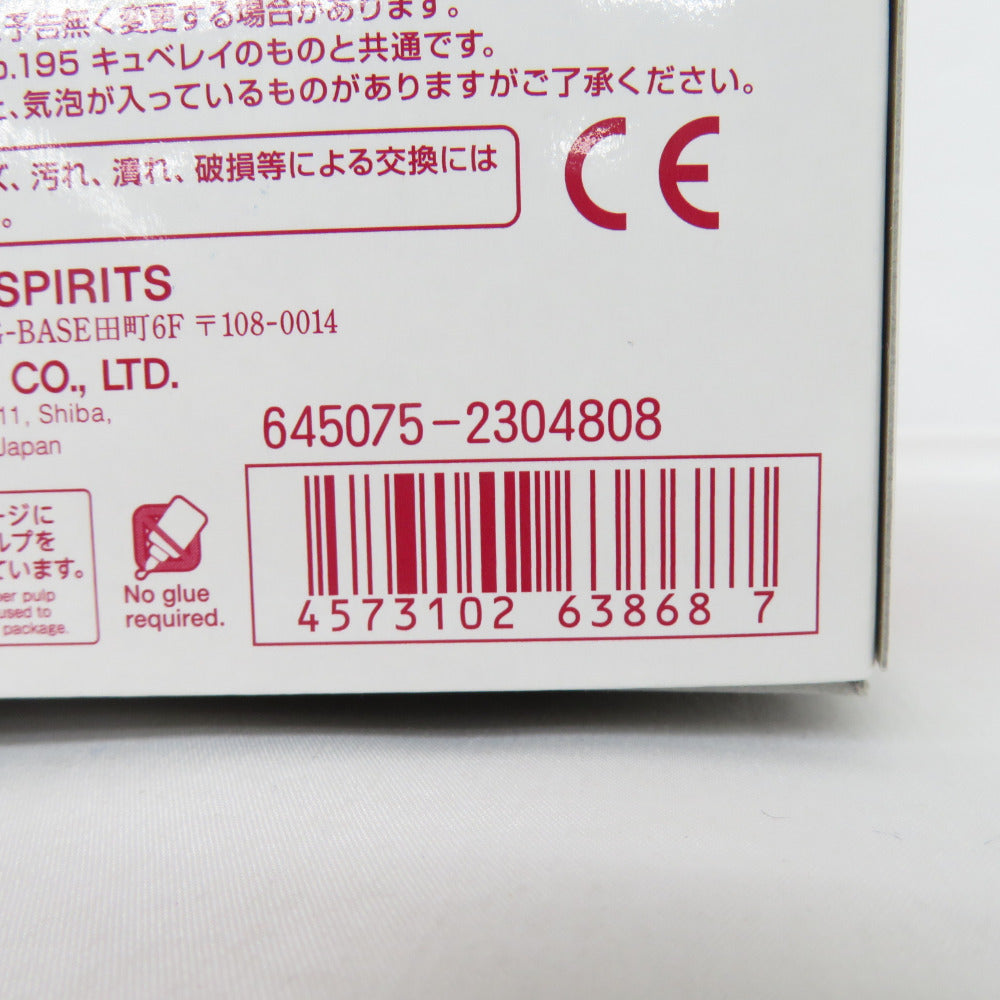 予告無く変更する場合があります。
o.195 キュベレイのものと共通です。
上、気泡が入っているものがありますがご了承ください。
汚れ、潰れ、破損等による交換には
。
CE
SPIRITS
G-BASE田町6F 〒108-0014
CO., LTD.
11, Shiba,
Japan
645075-2304808
ージに
ルプを
ています。
er pulp
used to
package.
No glue
required.
4573102 63868 7